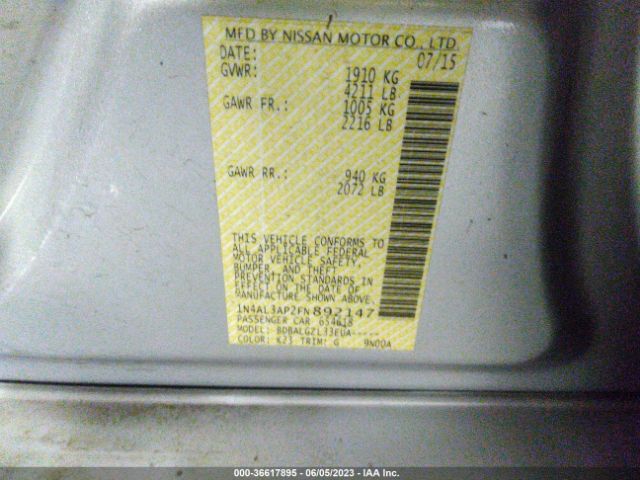 MFD BY NISSAN MOTOR CO., LTD.
DATE: 07/15
GVWR: 1910 KG
4211 LB
GAWR FR.: 1005 KG
2216 LB
GAWR RR.: 940 KG
2072 LB
THIS VEHICLE CONFORMS TO
ALL APPLICABLE FEDERAL
MOTOR VEHICLE SAFETY,
BUMPER, AND THEFT
PREVENTION STANDARDS IN
EFFECT ON THE DATE OF
MANUFACTURE SHOWN ABOVE.
1N4AL3AP2FN892147
PASSENGER CAR
MODEL: BDBALGZL33EUA-----
COLOR: K23 TRIM: G 9N00A
000-36617895 - 06/05/2023 - IAA Inc.